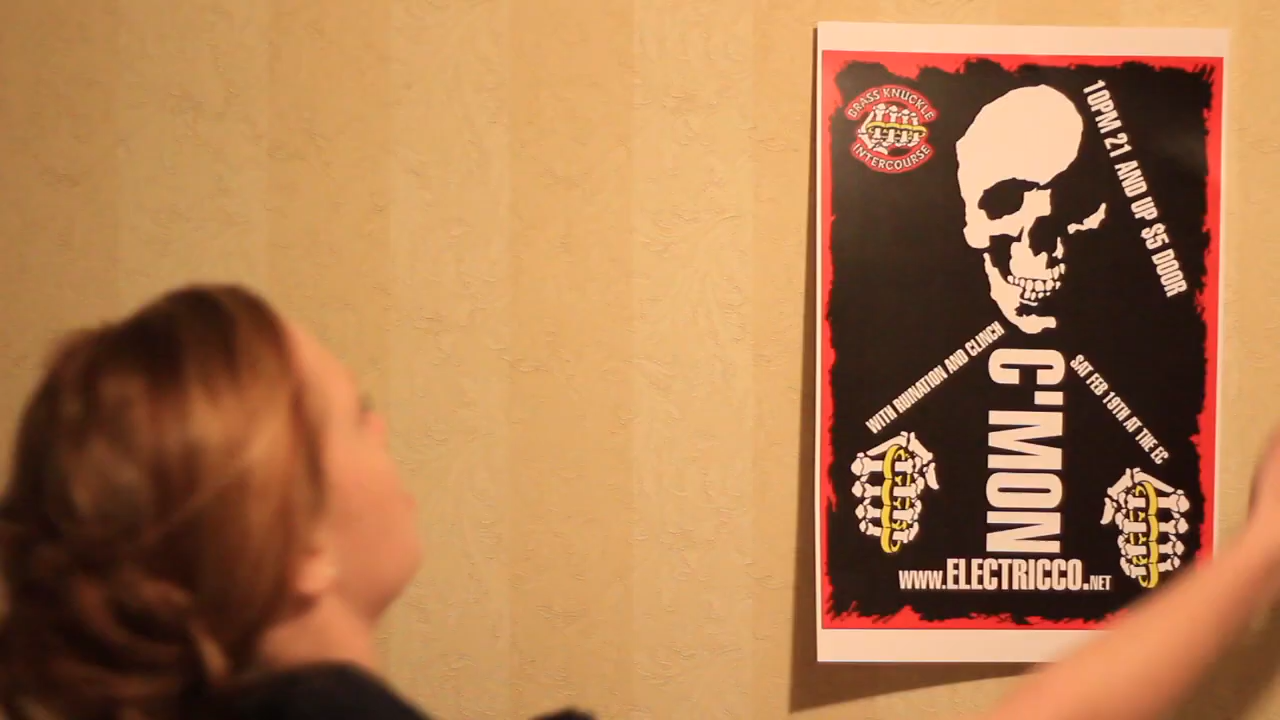 BRASS KNUCKLE
INTERCOURSE
10PM 21 AND UP $5 DOOR
WITH RUINATION AND CLINCH
SAT FEB 19TH AT THE EC
C'MON
WWW.ELECTRICCO.NET